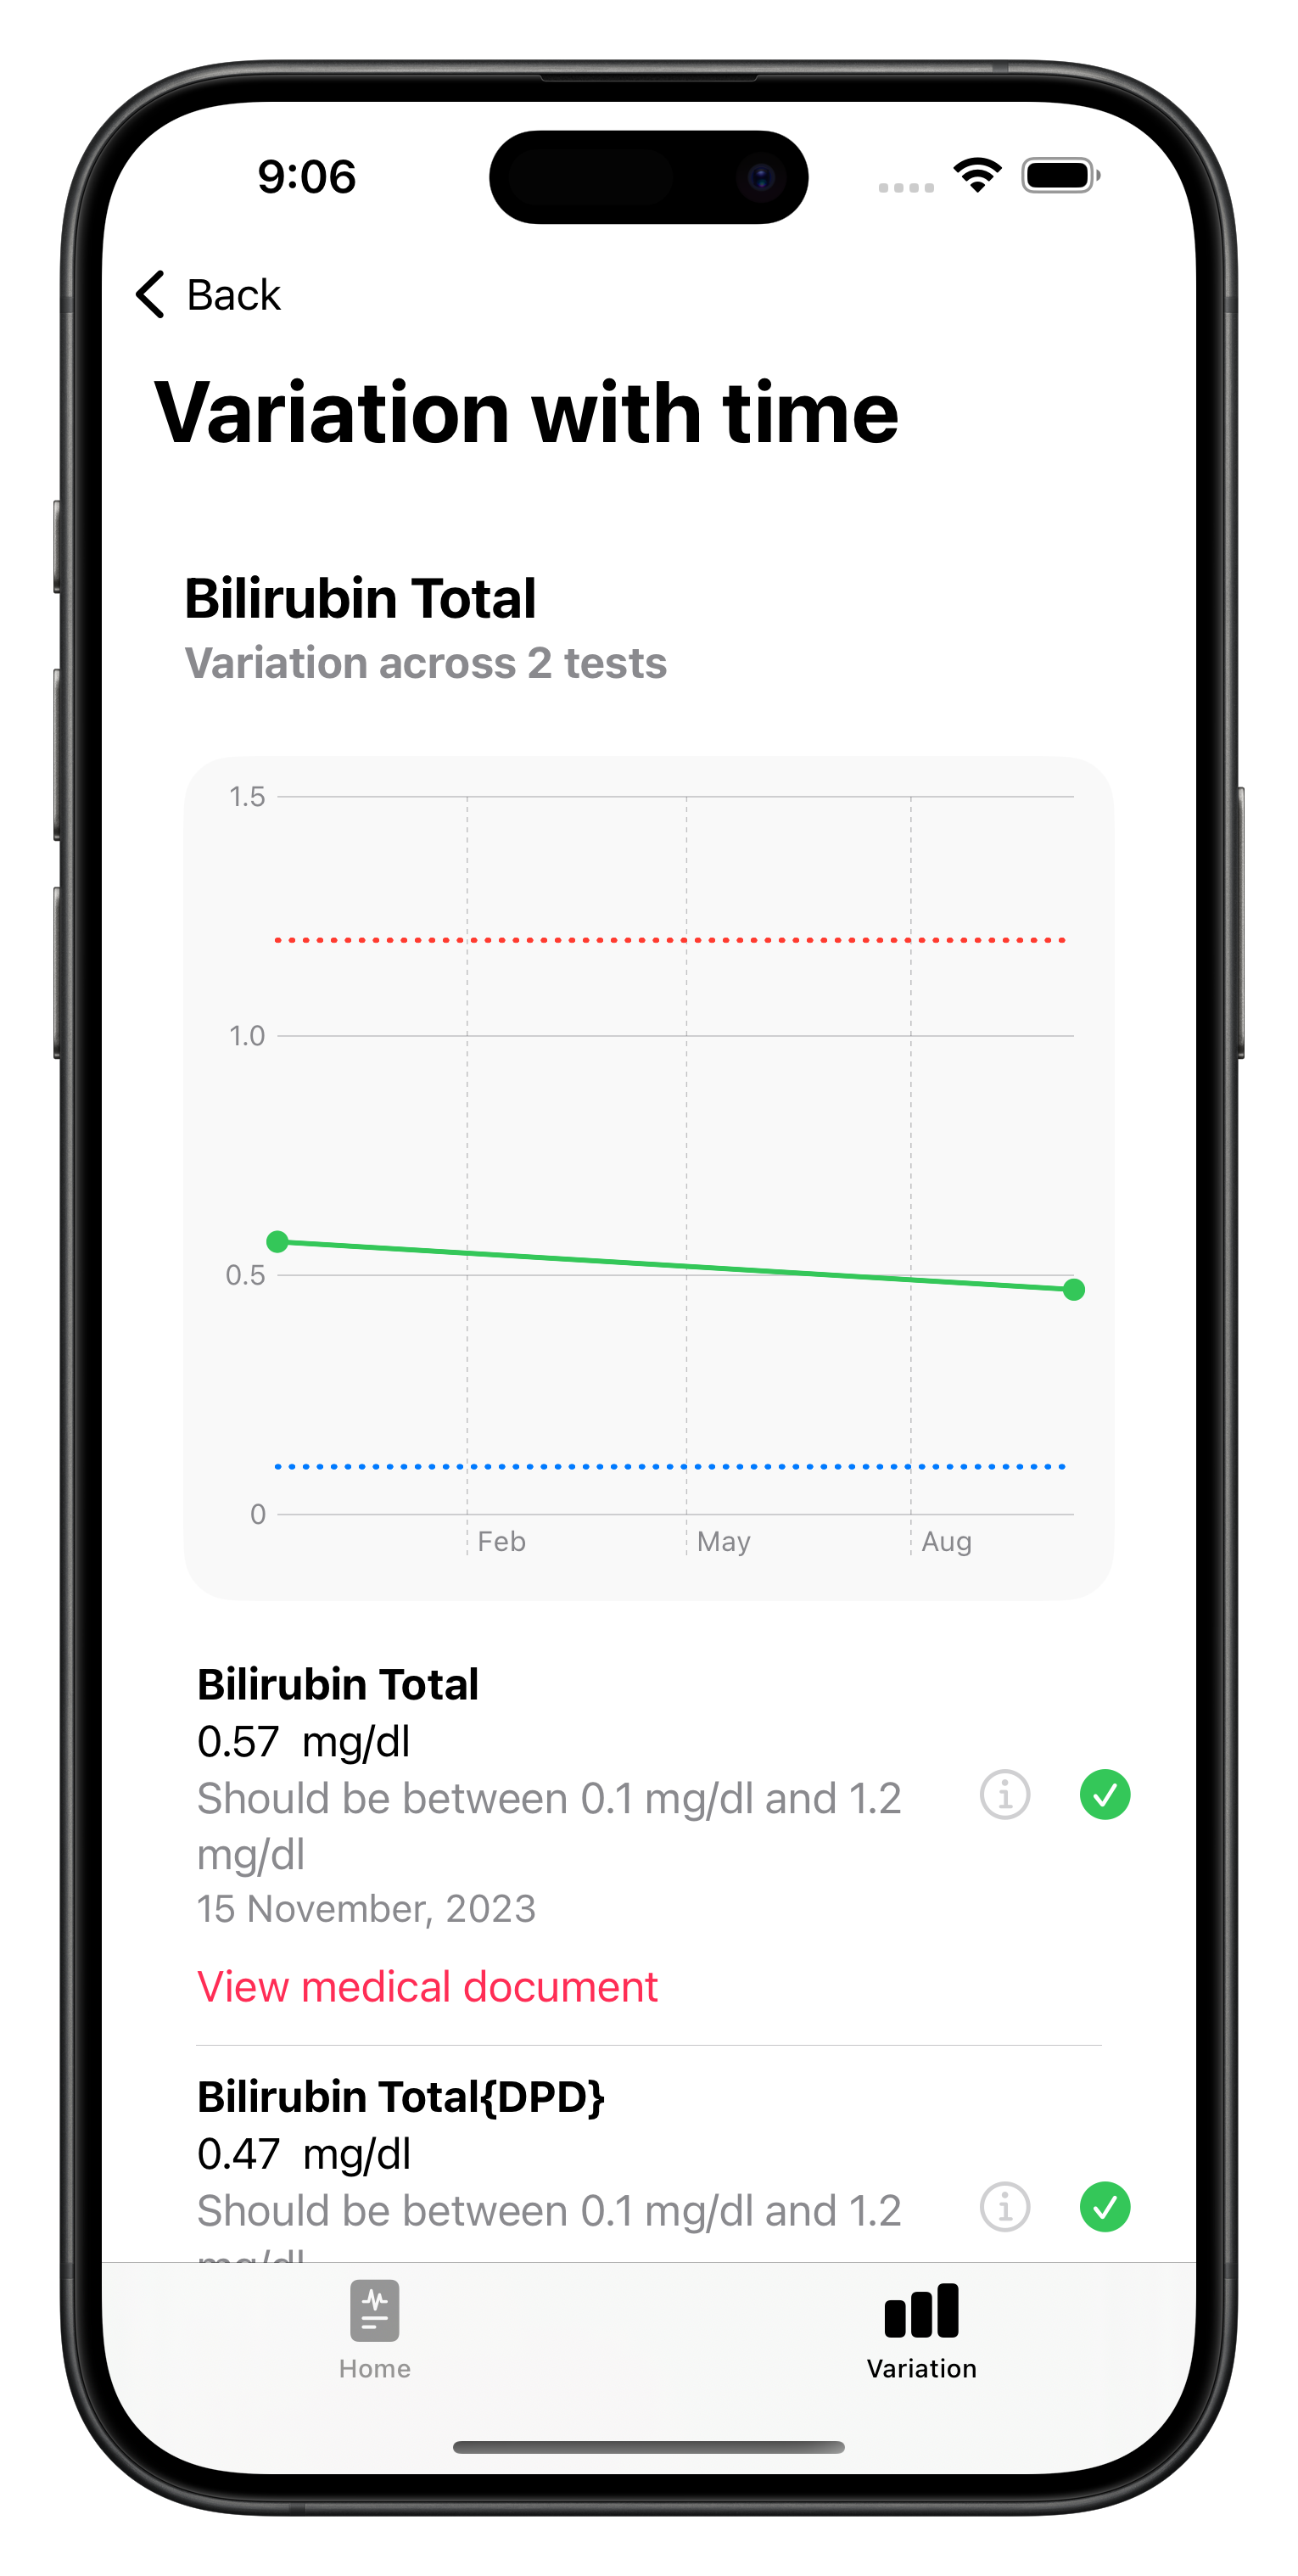 9:06
Back
Variation with time
Bilirubin Total
Variation across 2 tests
1.5
1.0
0.5
0
Feb May Aug
Bilirubin Total
0.57 mg/dl
Should be between 0.1 mg/dl and 1.2
mg/dl
15 November, 2023
View medical document
Bilirubin Total{DPD}
0.47 mg/dl
Should be between 0.1 mg/dl and 1.2
mg/dl
Home
Variation